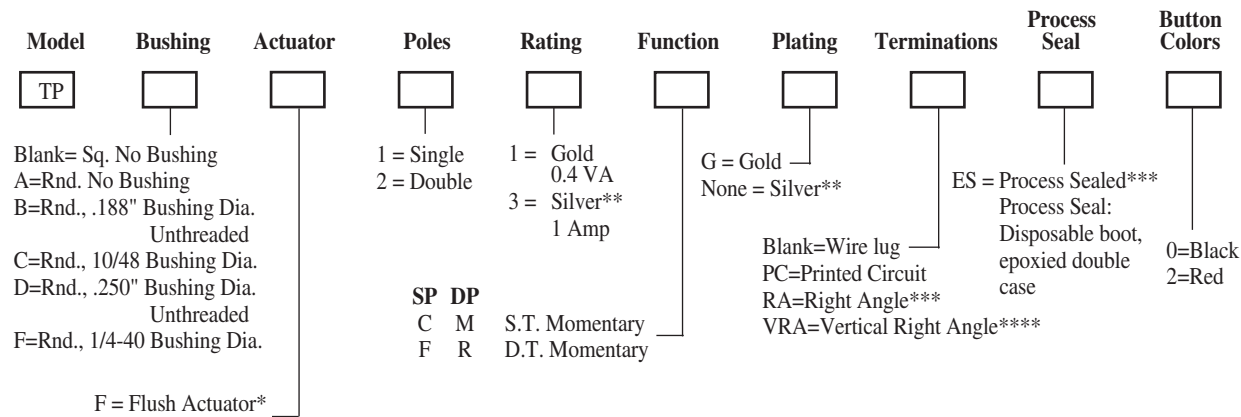 Model Bushing Actuator Poles Rating Function Plating Terminations Process Seal Button Colors
TP
Blank= Sq. No Bushing
A=Rnd. No Bushing
B=Rnd., .188" Bushing Dia.
Unthreaded
C=Rnd., 10/48 Bushing Dia.
D=Rnd., .250" Bushing Dia.
Unthreaded
F=Rnd., 1/4-40 Bushing Dia.
F = Flush Actuator*
1 = Single
2 = Double
1 = Gold
0.4 VA
3 = Silver**
1 Amp
SP DP
C M S.T. Momentary
F R D.T. Momentary
G = Gold
None = Silver**
Blank=Wire lug
PC=Printed Circuit
RA=Right Angle***
VRA=Vertical Right Angle****
ES = Process Sealed***
Process Seal:
Disposable boot,
epoxied double
case
0=Black
2=Red